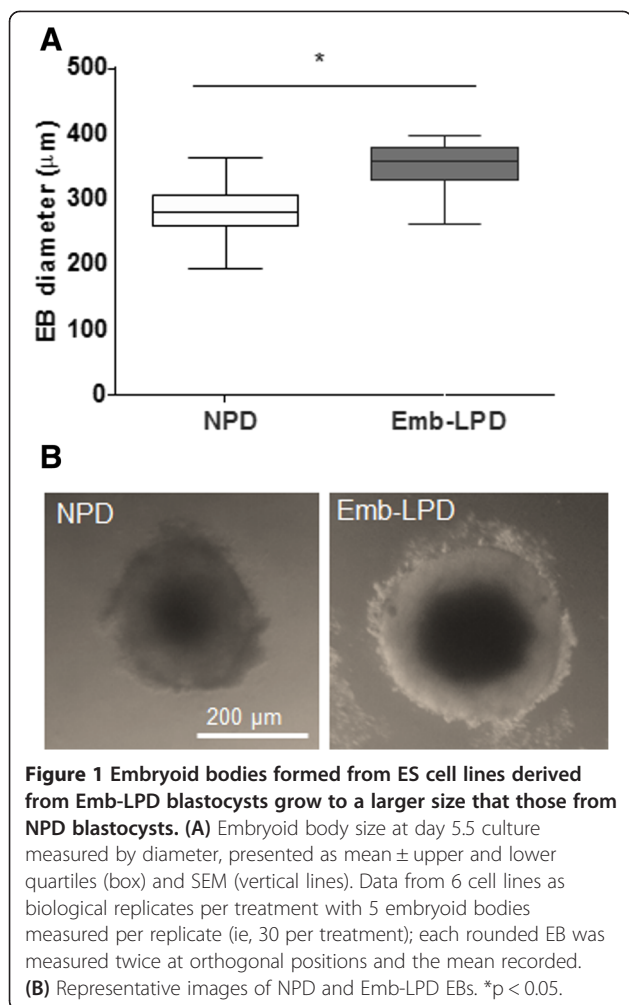 A
*
500
400
300
200
100
0
EB diameter (μm)
NPD
Emb-LPD
B
NPD
Emb-LPD
200 μm
Figure 1 Embryoid bodies formed from ES cell lines derived
from Emb-LPD blastocysts grow to a larger size that those from
NPD blastocysts. (A) Embryoid body size at day 5.5 culture
measured by diameter, presented as mean ± upper and lower
quartiles (box) and SEM (vertical lines). Data from 6 cell lines as
biological replicates per treatment with 5 embryoid bodies
measured per replicate (ie, 30 per treatment); each rounded EB was
measured twice at orthogonal positions and the mean recorded.
(B) Representative images of NPD and Emb-LPD EBs. *p < 0.05.